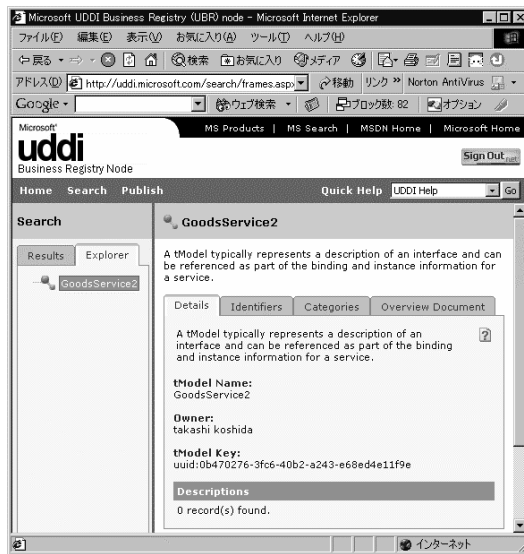 Microsoft UDDI Business Registry (UBR) node - Microsoft Internet Explorer
ファイル(F) 編集(E) 表示(V) お気に入り(A) ツール(T) ヘルプ(H)
戻る 検索 お気に入り メディア
アドレス(D) http://uddi.microsoft.com/search/frames.aspx 移動 リンク » Norton AntiVirus
Google ウェブ検索 ブロック数: 82 オプション
Microsoft
MS Products | MS Search | MSDN Home | Microsoft Home
uddi
Business Registry Node
Sign Out .net
Home Search Publish Quick Help UDDI Help Go
Search
Results Explorer
GoodsService2
GoodsService2
A tModel typically represents a description of an interface and can
be referenced as part of the binding and instance information for
a service.
Details Identifiers Categories Overview Document
A tModel typically represents a description of an
interface and can be referenced as part of the binding
and instance information for a service.
tModel Name:
GoodsService2
Owner:
takashi koshida
tModel Key:
uuid:0b470276-3fc6-40b2-a243-e68ed4e11f9e
Descriptions
0 record(s) found.
インターネット